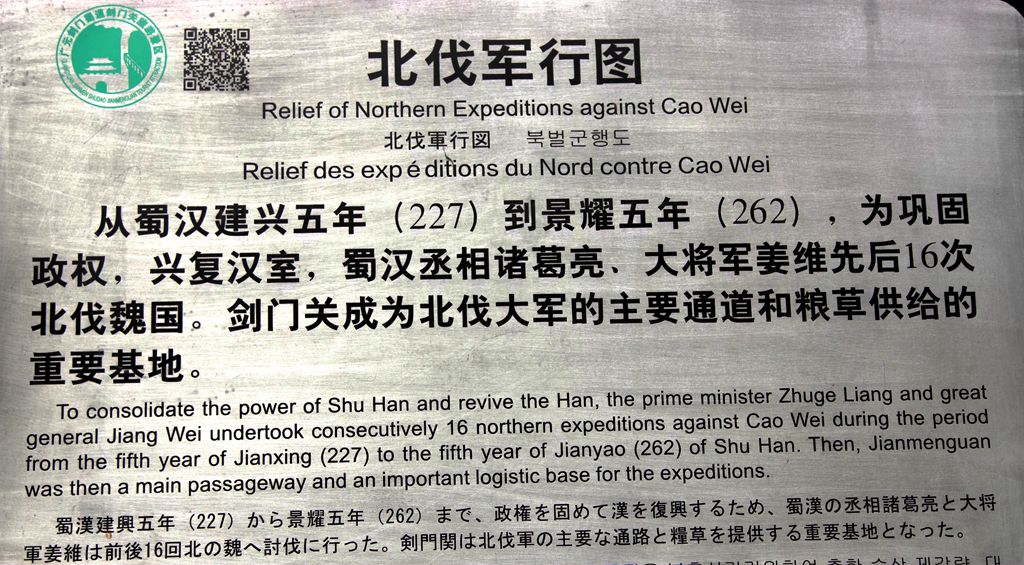 广元剑门蜀道剑门关旅游景区
北伐军行图
Relief of Northern Expeditions against Cao Wei
北伐軍行図 북벌군행도
Relief des expéditions du Nord contre Cao Wei
从蜀汉建兴五年（227）到景耀五年（262），为巩固
政权，兴复汉室，蜀汉丞相诸葛亮、大将军姜维先后16次
北伐魏国。剑门关成为北伐大军的主要通道和粮草供给的
重要基地。
To consolidate the power of Shu Han and revive the Han, the prime minister Zhuge Liang and great
general Jiang Wei undertook consecutively 16 northern expeditions against Cao Wei during the period
from the fifth year of Jianxing (227) to the fifth year of Jianyao (262) of Shu Han. Then, Jianmenguan
was then a main passageway and an important logistic base for the expeditions.
蜀漢建興五年（227）から景耀五年（262）まで、政権を固めて漢を復興するため、蜀漢の丞相諸葛亮と大将
軍姜維は前後16回北の魏へ討伐に行った。剣門関は北伐軍の主要な通路と糧草を提供する重要基地となった。